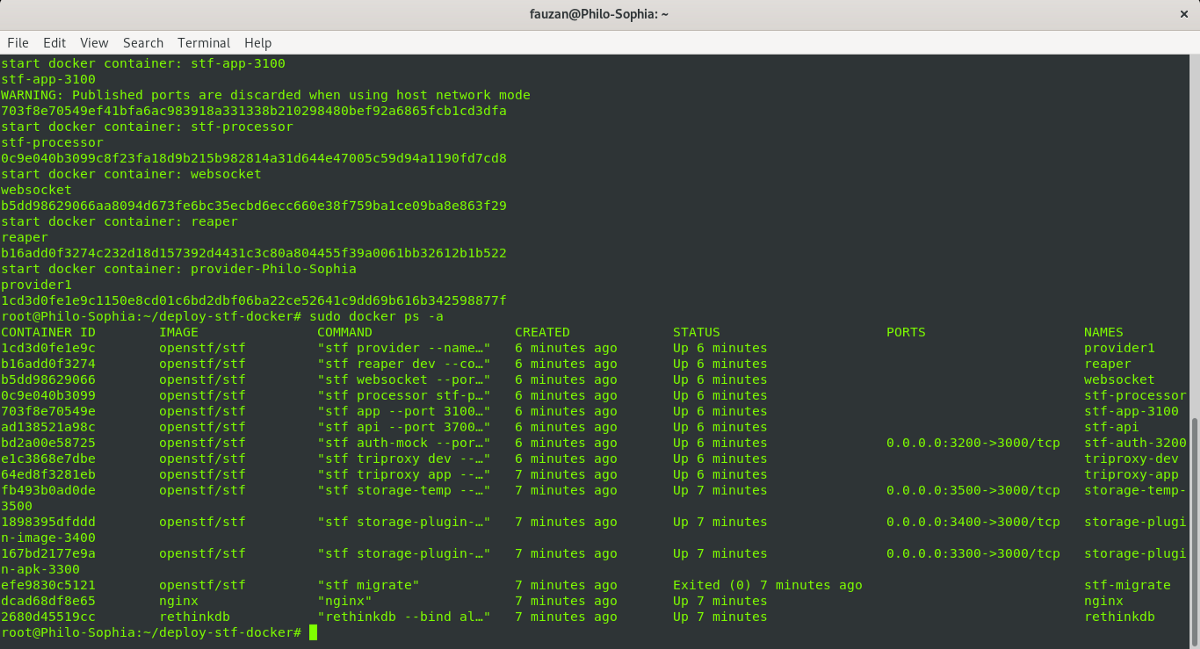 fauzan@Philo-Sophia: ~ ×
File Edit View Search Terminal Help
start docker container: stf-app-3100
stf-app-3100
WARNING: Published ports are discarded when using host network mode
703f8e70549ef41bfa6ac983918a331338b210298480bef92a6865fcb1cd3dfa
start docker container: stf-processor
stf-processor
0c9e040b3099c8f23fa18d9b215b982814a31d644e47005c59d94a1190fd7cd8
start docker container: websocket
websocket
b5dd98629066aa8094d673fe6bc35ecbd6ecc660e38f759ba1ce09ba8e863f29
start docker container: reaper
reaper
b16add0f3274c232d18d157392d4431c3c80a804455f39a0061bb32612b1b522
start docker container: provider-Philo-Sophia
provider1
1cd3d0fe1e9c1150e8cd01c6bd2dbf06ba22ce52641c9dd69b616b342598877f
root@Philo-Sophia:~/deploy-stf-docker# sudo docker ps -a
CONTAINER ID IMAGE COMMAND CREATED STATUS PORTS NAMES
1cd3d0fe1e9c openstf/stf "stf provider --name…" 6 minutes ago Up 6 minutes provider1
b16add0f3274 openstf/stf "stf reaper dev --co…" 6 minutes ago Up 6 minutes reaper
b5dd98629066 openstf/stf "stf websocket --por…" 6 minutes ago Up 6 minutes websocket
0c9e040b3099 openstf/stf "stf processor stf-p…" 6 minutes ago Up 6 minutes stf-processor
703f8e70549e openstf/stf "stf app --port 3100…" 6 minutes ago Up 6 minutes stf-app-3100
ad138521a98c openstf/stf "stf api --port 3700…" 6 minutes ago Up 6 minutes stf-api
bd2a00e58725 openstf/stf "stf auth-mock --por…" 6 minutes ago Up 6 minutes 0.0.0.0:3200->3000/tcp stf-auth-3200
e1c3868e7dbe openstf/stf "stf triproxy dev --…" 6 minutes ago Up 6 minutes triproxy-dev
64ed8f3281eb openstf/stf "stf triproxy app --…" 7 minutes ago Up 6 minutes triproxy-app
fb493b0ad0de openstf/stf "stf storage-temp --…" 7 minutes ago Up 7 minutes 0.0.0.0:3500->3000/tcp storage-temp-
3500
1898395dfddd openstf/stf "stf storage-plugin-…" 7 minutes ago Up 7 minutes 0.0.0.0:3400->3000/tcp storage-plugi
n-image-3400
167bd2177e9a openstf/stf "stf storage-plugin-…" 7 minutes ago Up 7 minutes 0.0.0.0:3300->3000/tcp storage-plugi
n-apk-3300
efe9830c5121 openstf/stf "stf migrate" 7 minutes ago Exited (0) 7 minutes ago stf-migrate
dcad68df8e65 nginx "nginx" 7 minutes ago Up 7 minutes nginx
2680d45519cc rethinkdb "rethinkdb --bind al…" 7 minutes ago Up 7 minutes rethinkdb
root@Philo-Sophia:~/deploy-stf-docker#